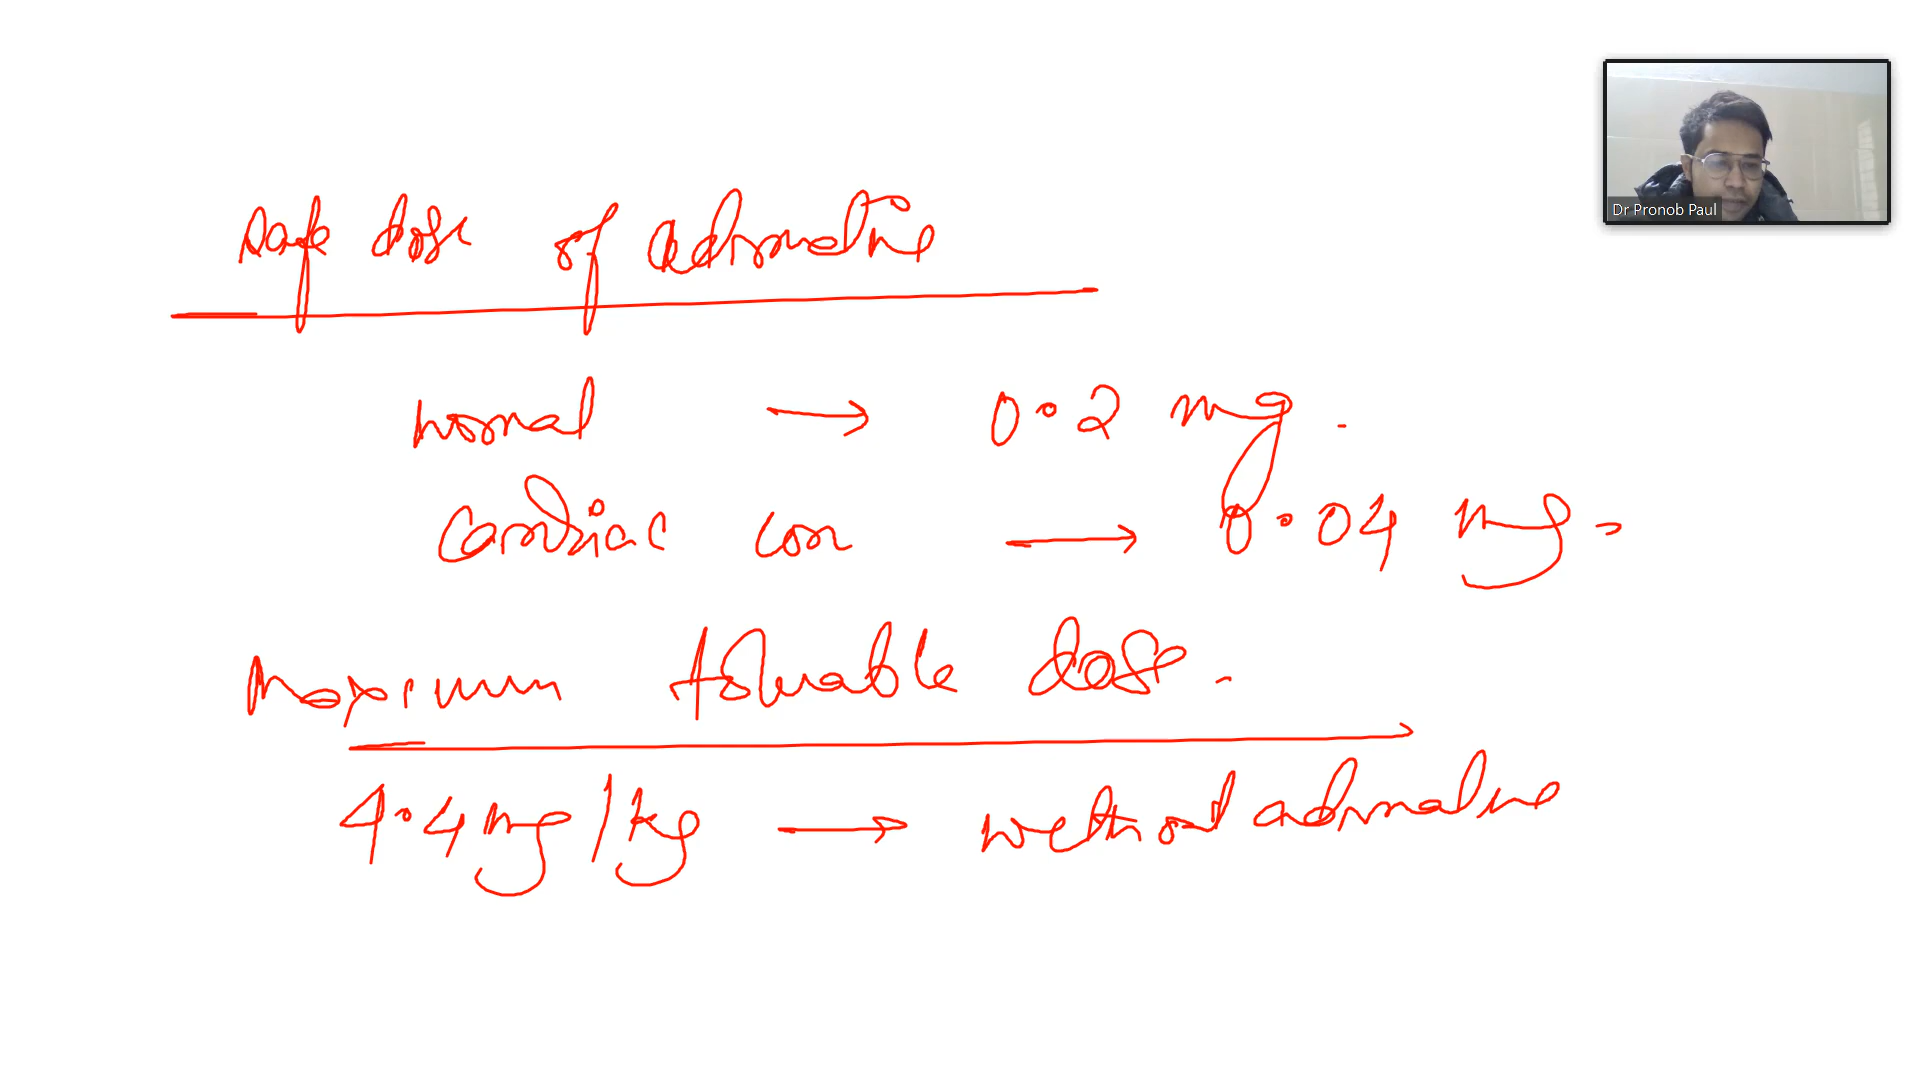 safe dose of adrenaline
normal → 0.2 mg.
Cardiac con → 0.04 mg.
Maximum tolerable dose.
4.4 mg/kg → without adrenaline
Dr Pronob Paul